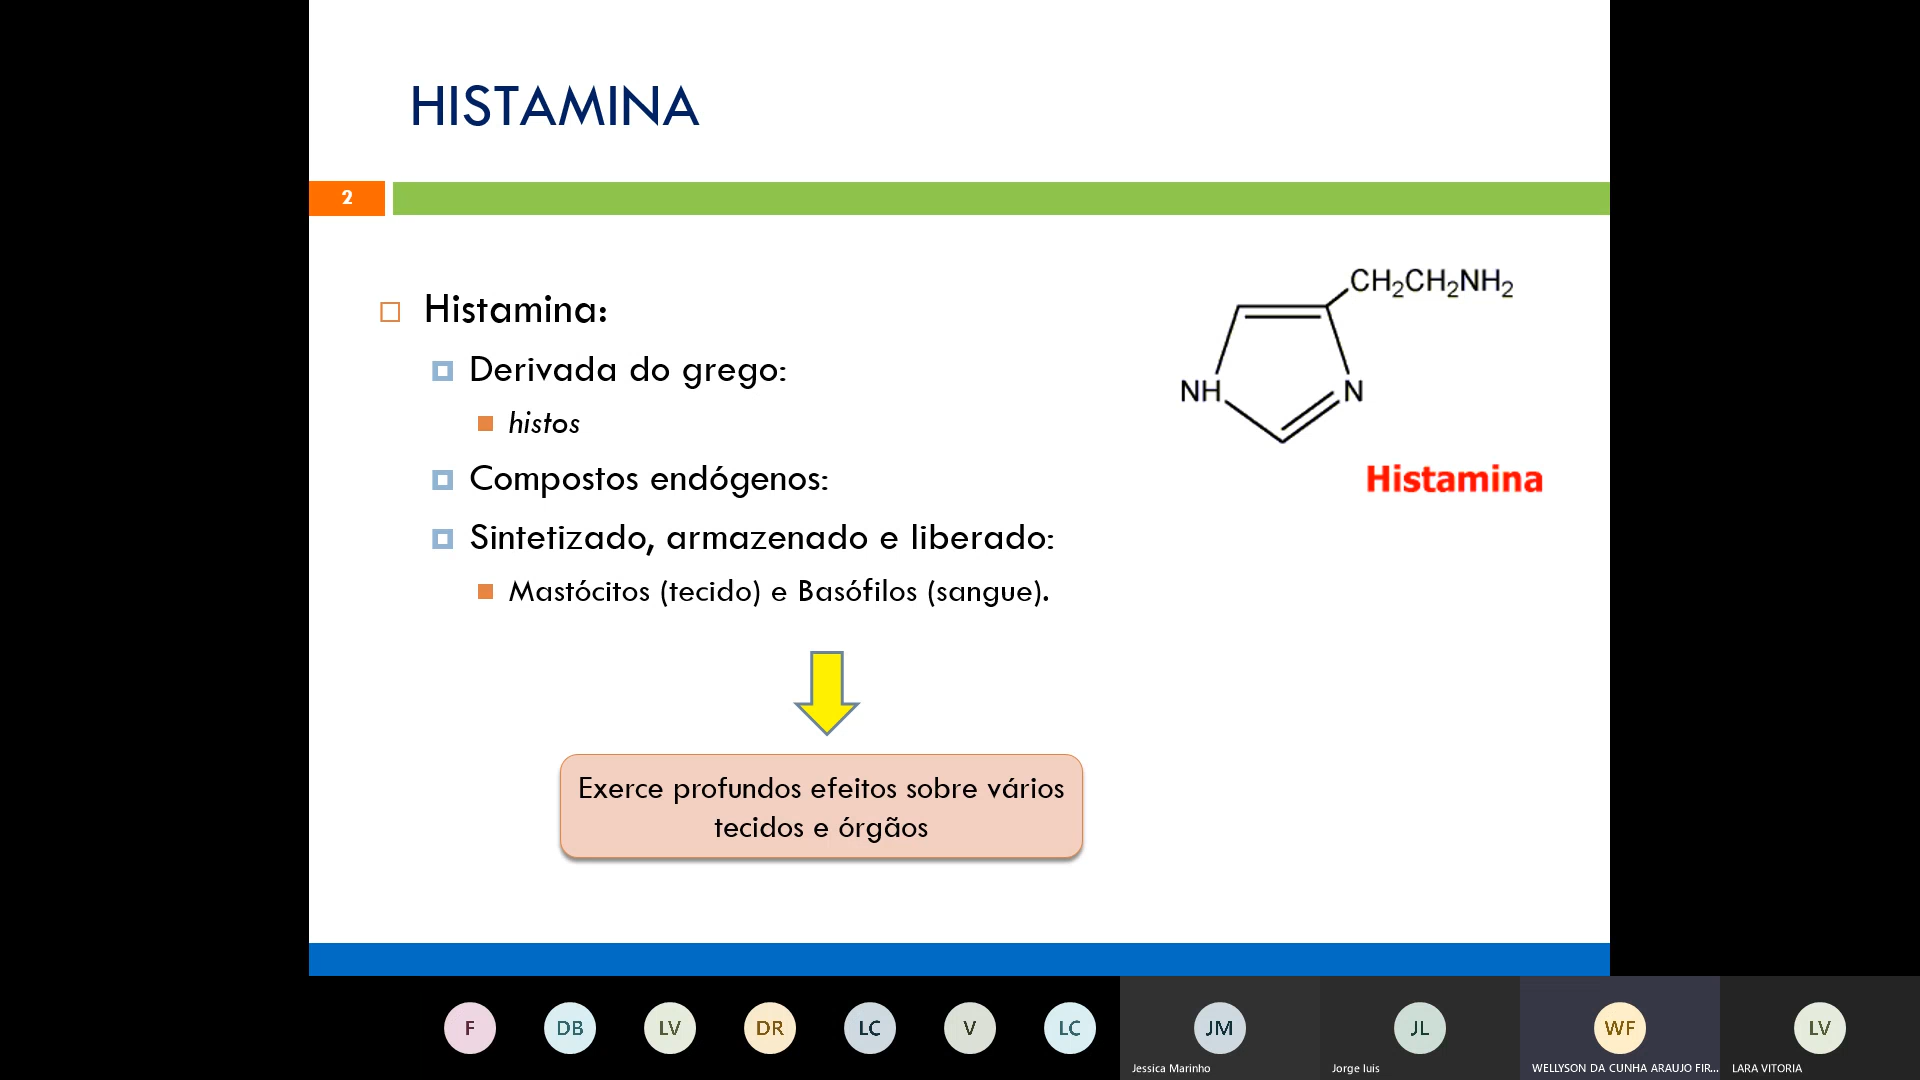 HISTAMINA
2
Histamina:
Derivada do grego:
histos
Compostos endógenos:
Sintetizado, armazenado e liberado:
Mastócitos (tecido) e Basófilos (sangue).
CH₂CH₂NH₂
NH
N
Histamina
Exerce profundos efeitos sobre vários
tecidos e órgãos
F DB LV DR LC V LC JM JL WF LV
Jessica Marinho Jorge luis WELLYSON DA CUNHA ARAUJO FIR... LARA VITORIA